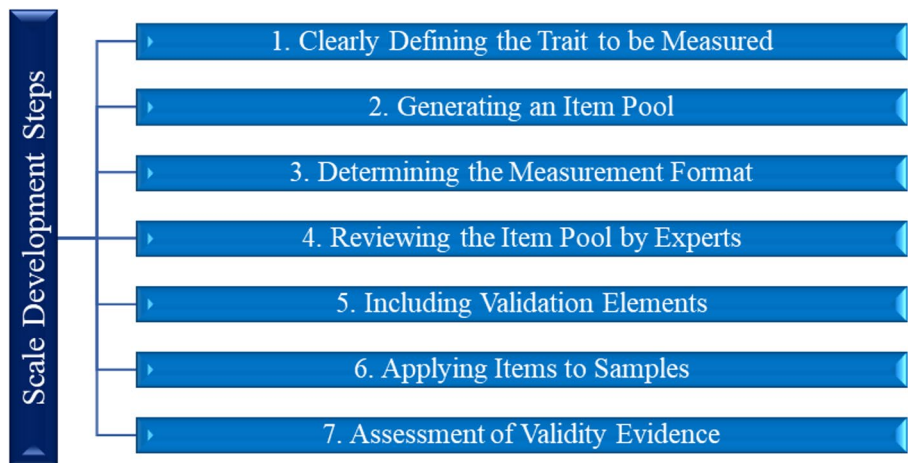 Scale Development Steps
1. Clearly Defining the Trait to be Measured
2. Generating an Item Pool
3. Determining the Measurement Format
4. Reviewing the Item Pool by Experts
5. Including Validation Elements
6. Applying Items to Samples
7. Assessment of Validity Evidence